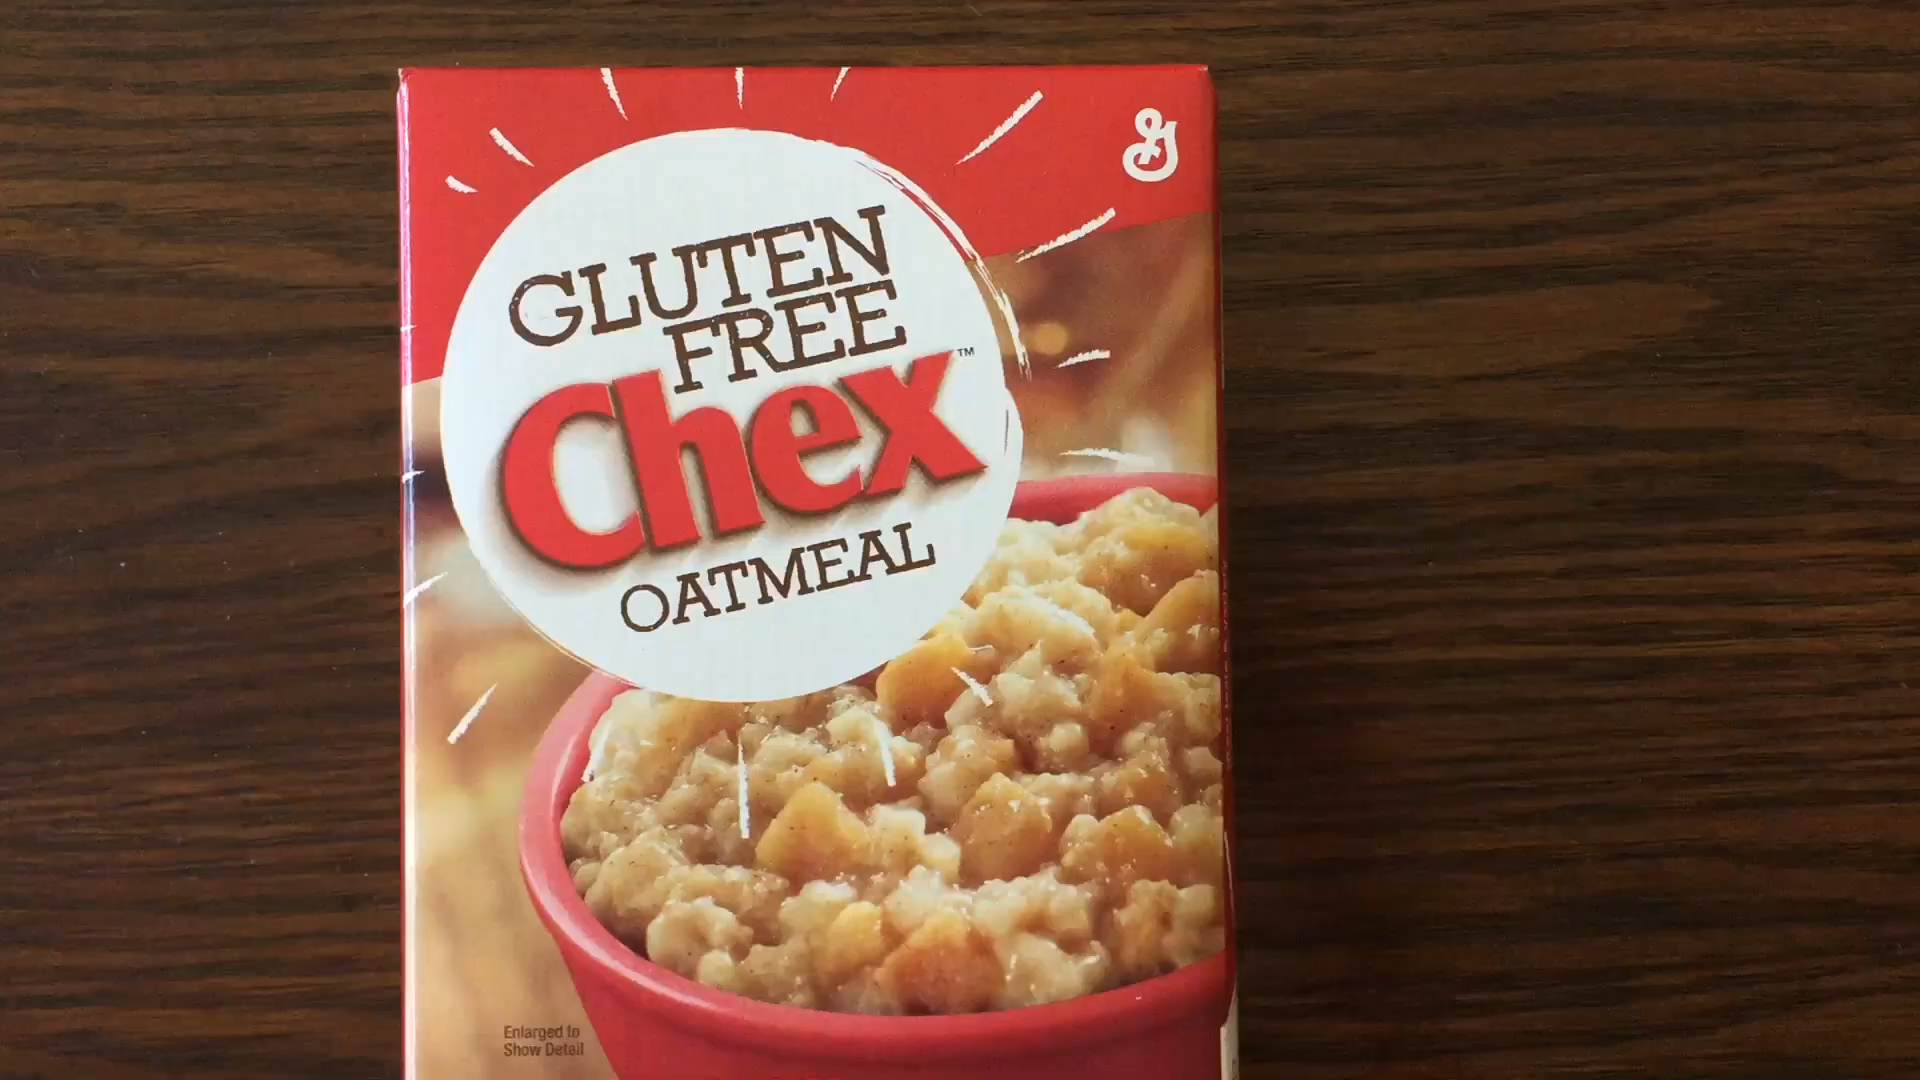 GLUTEN
FREE
Chex™
OATMEAL
Enlarged to
Show Detail